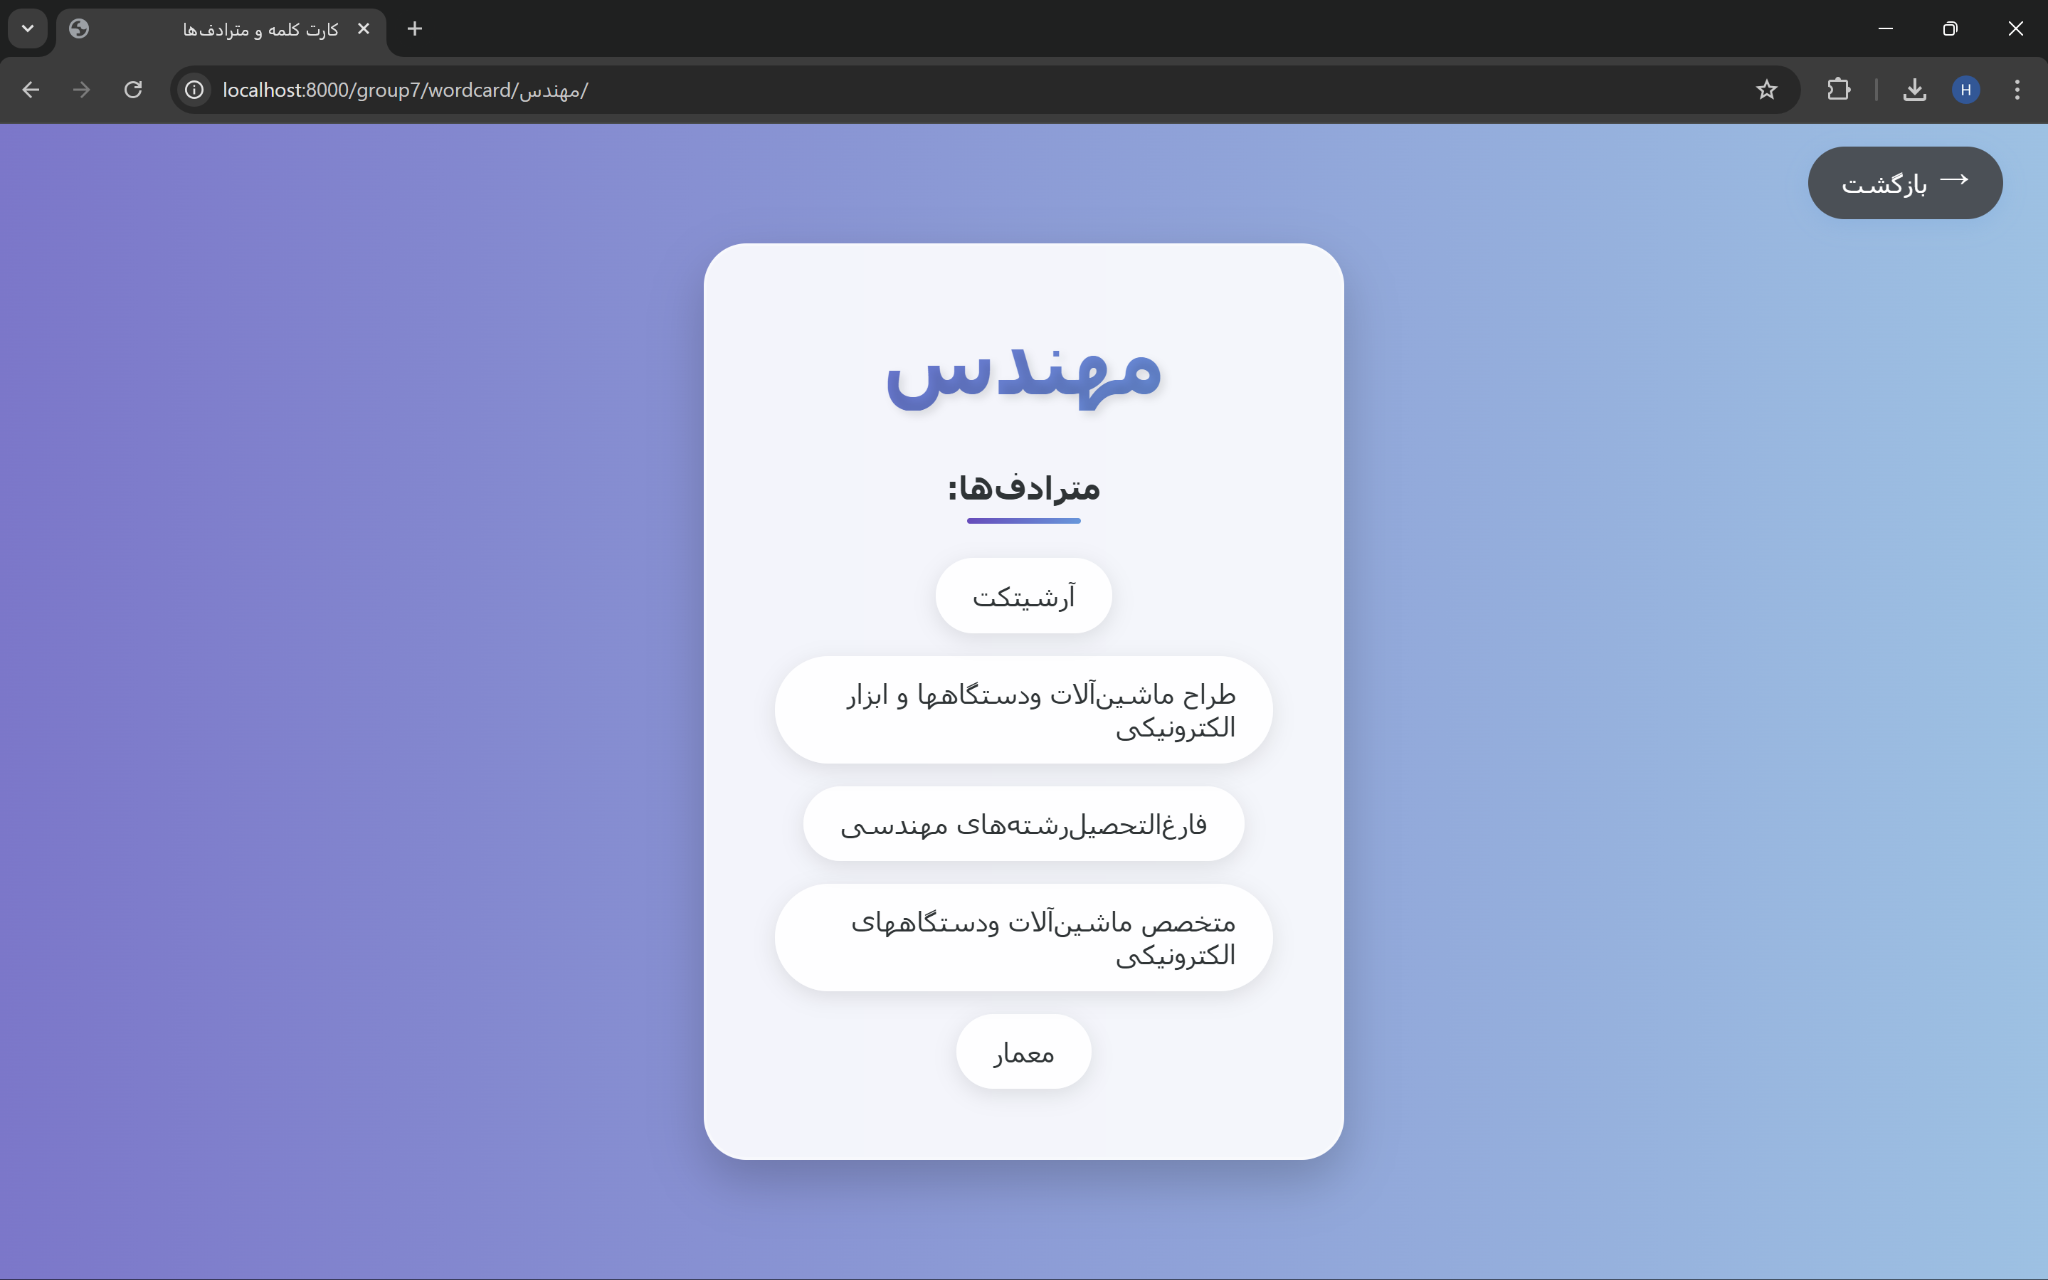 کارت کلمه و مترادف‌ها
localhost:8000/group7/wordcard/مهندس/
H
بازگشت →
مهندس
مترادف‌ها:
آرشیتکت
طراح ماشین‌آلات ودستگاهها و ابزار
الکترونیکی
فارغ‌التحصیل‌رشته‌های مهندسی
متخصص ماشین‌آلات ودستگاههای
الکترونیکی
معمار